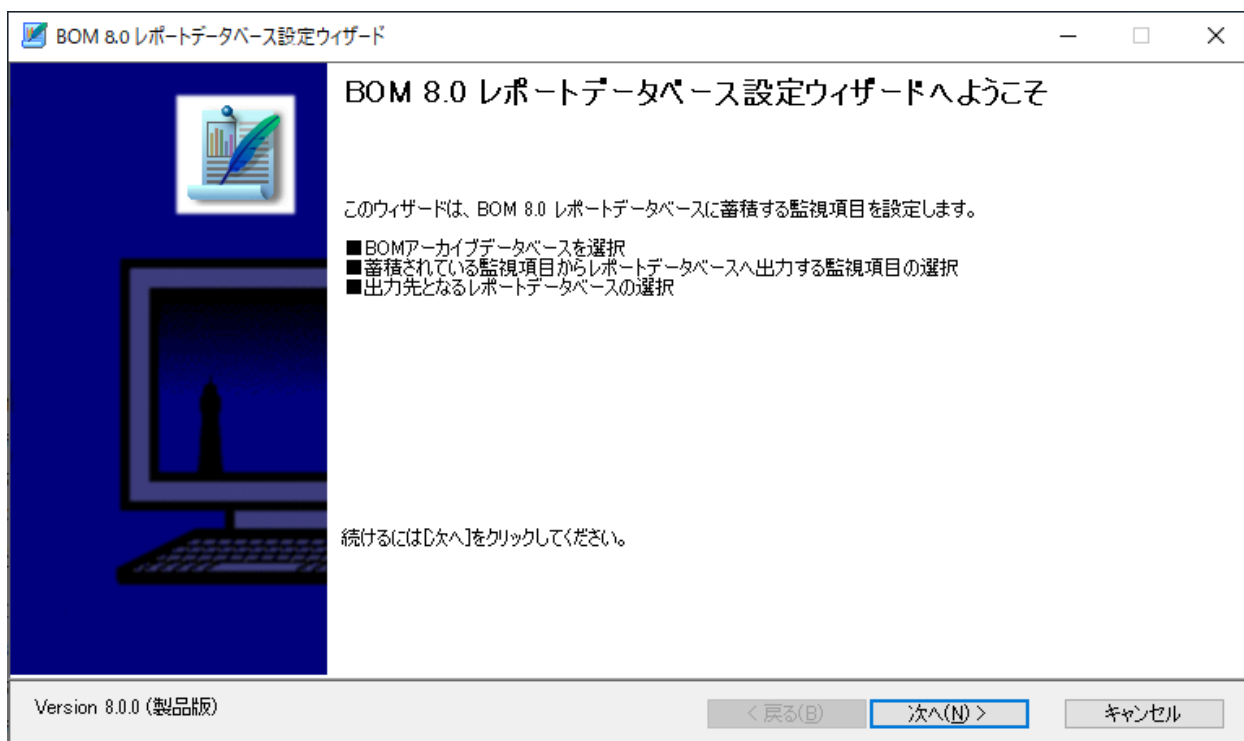 BOM 8.0 レポートデータベース設定ウィザード
BOM 8.0 レポートデータベース設定ウィザードへようこそ
このウィザードは、BOM 8.0 レポートデータベースに蓄積する監視項目を設定します。
■BOMアーカイブデータベースを選択
■蓄積されている監視項目からレポートデータベースへ出力する監視項目の選択
■出力先となるレポートデータベースの選択
続けるには[次へ]をクリックしてください。
Version 8.0.0 (製品版)
< 戻る(B)
次へ(N) >
キャンセル